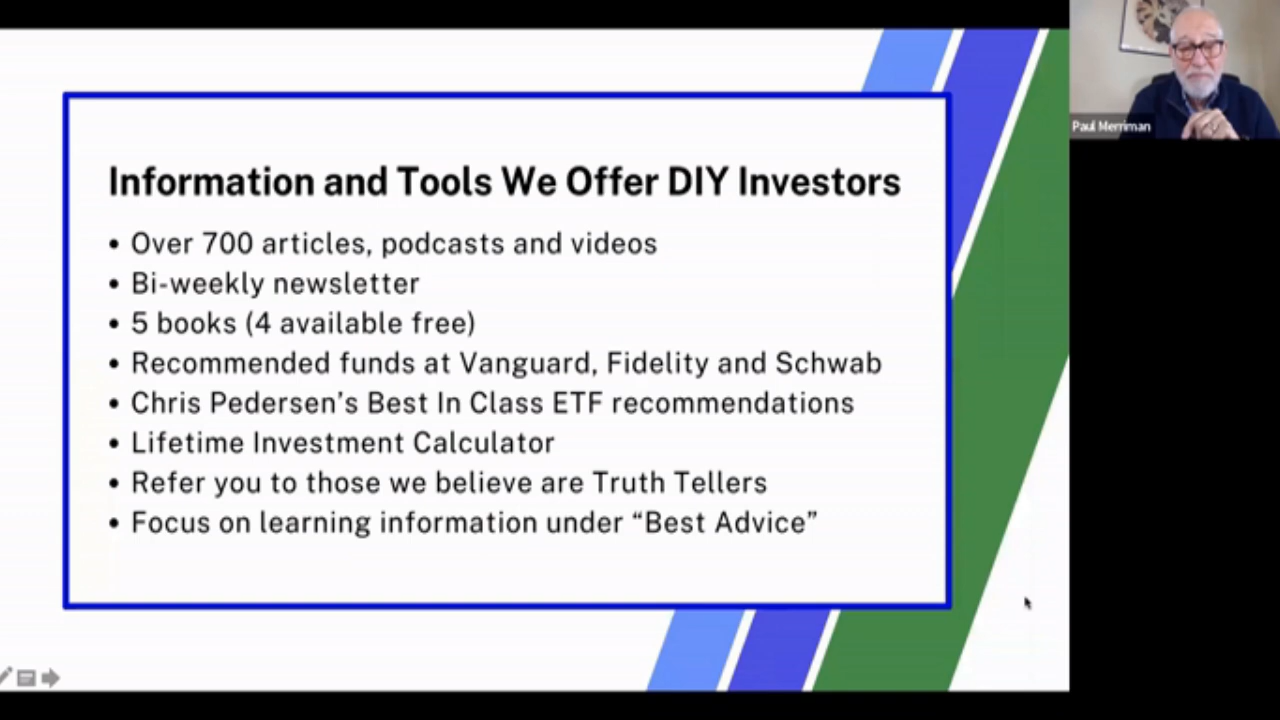 Information and Tools We Offer DIY Investors
• Over 700 articles, podcasts and videos
• Bi-weekly newsletter
• 5 books (4 available free)
• Recommended funds at Vanguard, Fidelity and Schwab
• Chris Pedersen’s Best In Class ETF recommendations
• Lifetime Investment Calculator
• Refer you to those we believe are Truth Tellers
• Focus on learning information under “Best Advice”
Paul Merriman